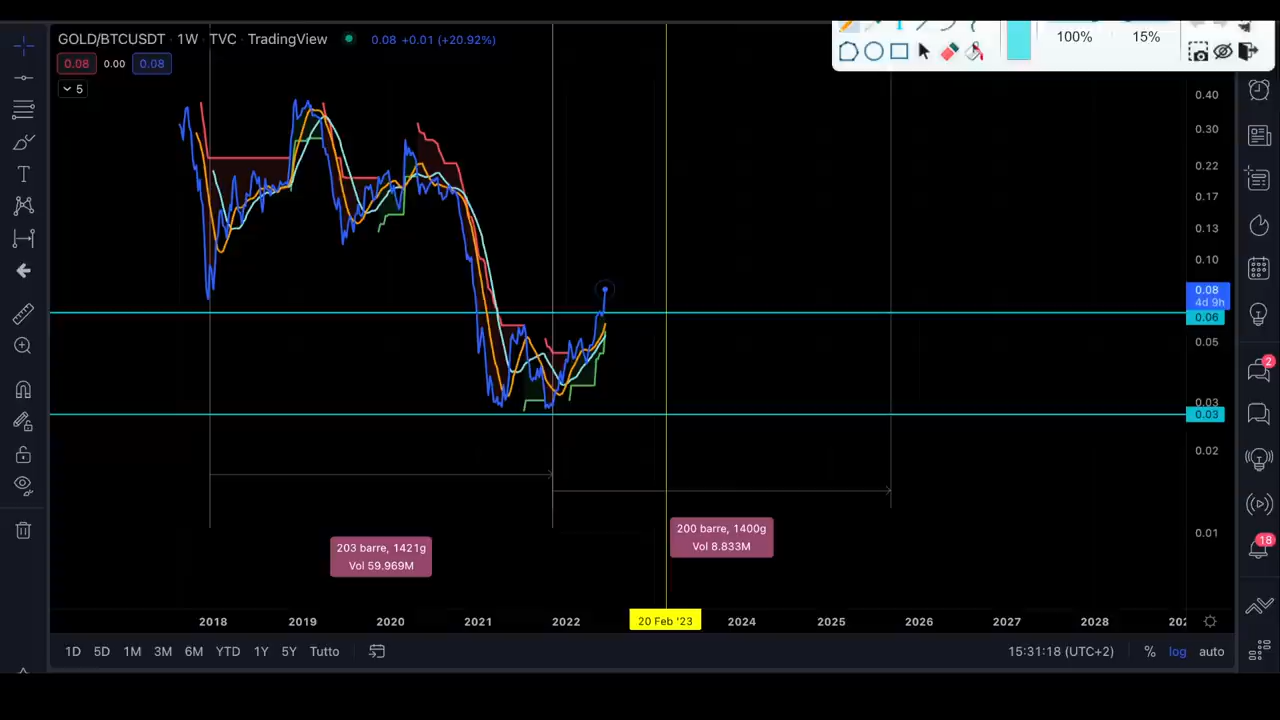 GOLD/BTCUSDT · 1W · TVC · TradingView
0.08 +0.01 (+20.92%)
0.08 0.00 0.08
5
100% 15%
0.40
0.30
0.22
0.17
0.13
0.10
0.08
4d 9h
0.06
0.05
0.03
0.03
0.02
0.01
203 barre, 1421g
Vol 59.969M
200 barre, 1400g
Vol 8.833M
2018 2019 2020 2021 2022 20 Feb '23 2024 2025 2026 2027 2028
1D 5D 1M 3M 6M YTD 1Y 5Y Tutto
15:31:18 (UTC+2) % log auto
2
18